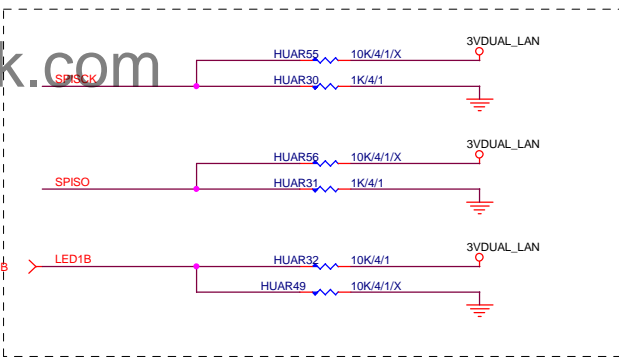 3VDUAL_LAN
HUAR55 10K/4/1/X
k.com
SPISCK HUAR30 1K/4/1
3VDUAL_LAN
HUAR56 10K/4/1/X
SPISO HUAR31 1K/4/1
3VDUAL_LAN
B LED1B HUAR32 10K/4/1
HUAR49 10K/4/1/X